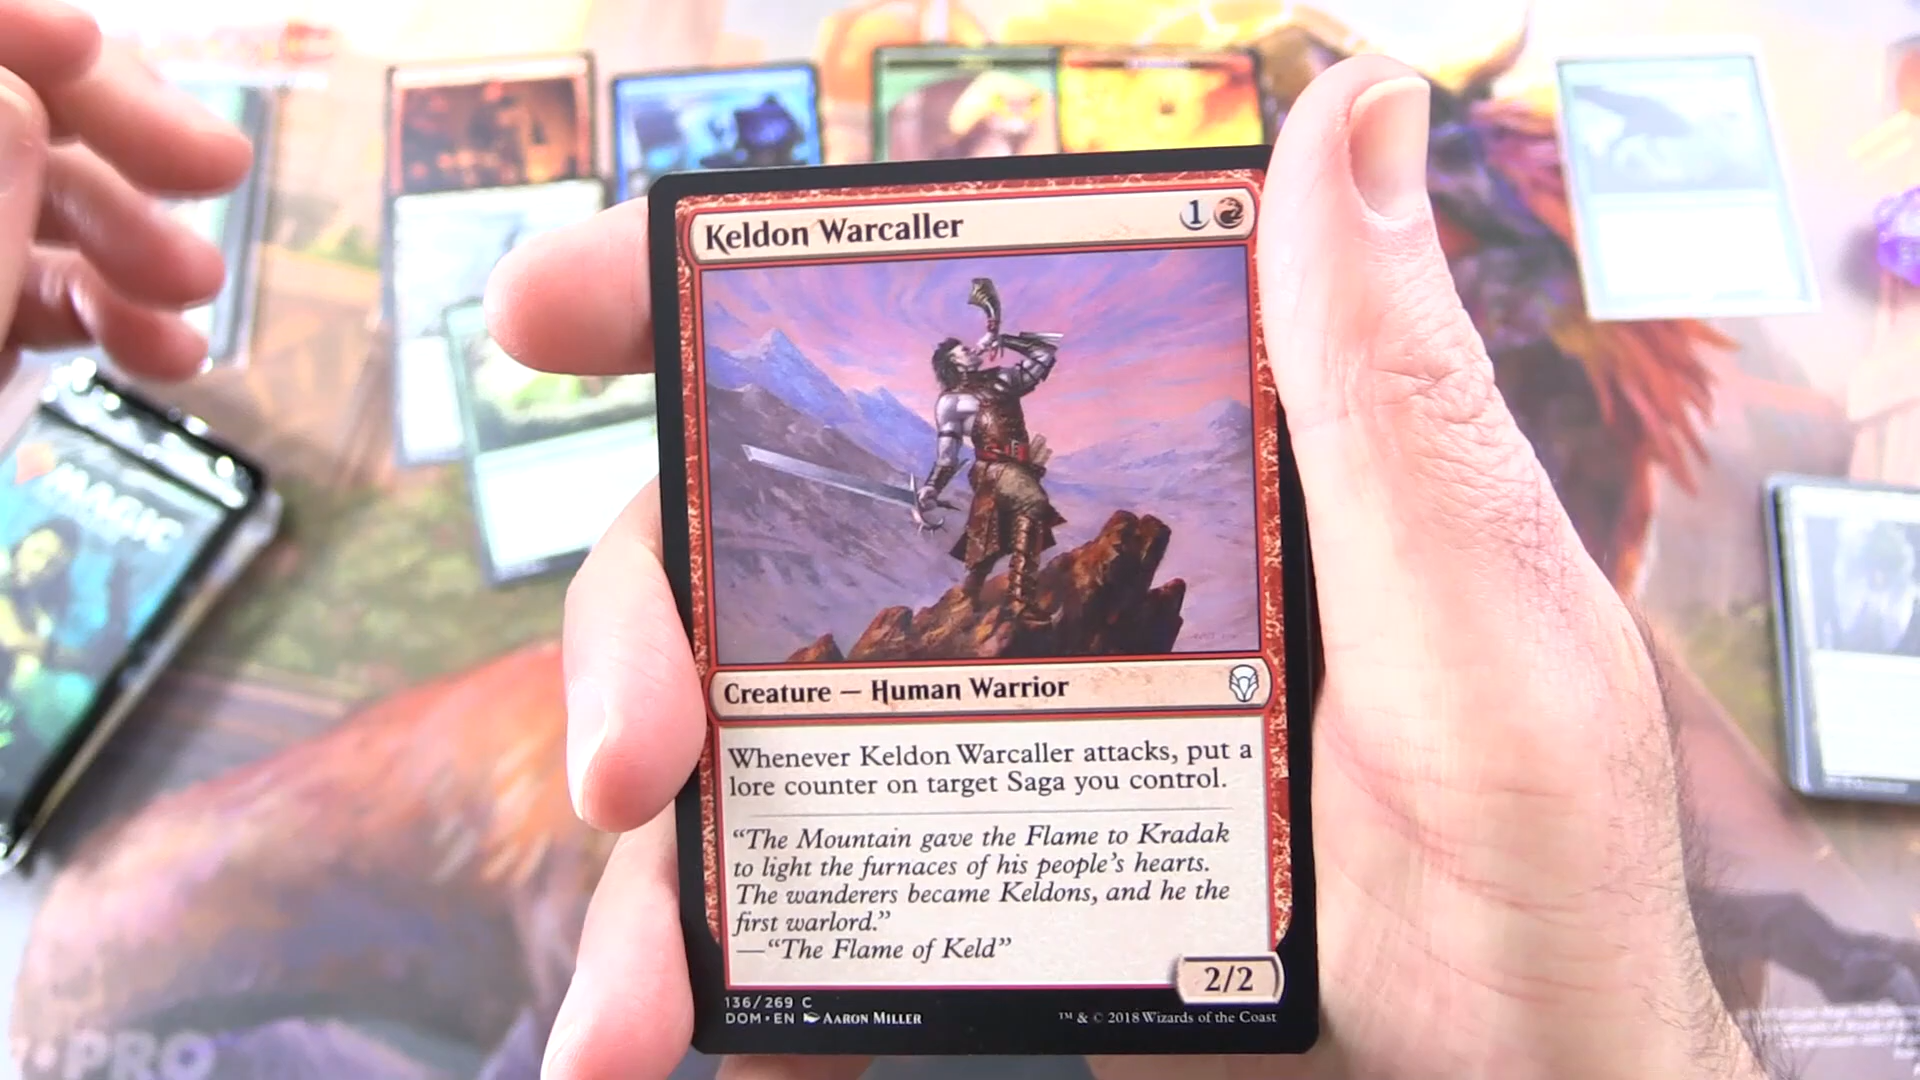 Keldon Warcaller
1
Creature — Human Warrior
Whenever Keldon Warcaller attacks, put a
lore counter on target Saga you control.
“The Mountain gave the Flame to Kradak
to light the furnaces of his people’s hearts.
The wanderers became Keldons, and he the
first warlord.”
—“The Flame of Keld”
2/2
136/269 C
DOM • EN AARON MILLER
™ & © 2018 Wizards of the Coast
MAGIC
PRO